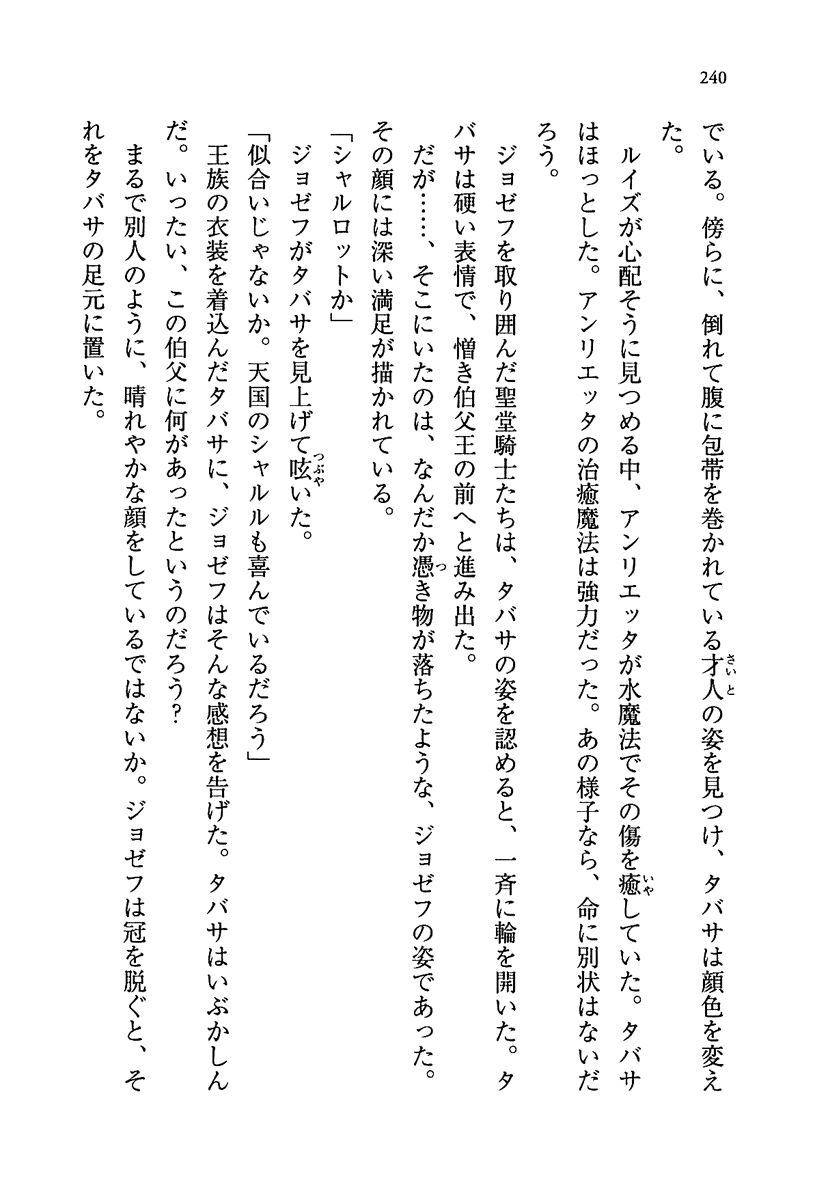 240
でいる。傍らに、倒れて腹に包帯を巻かれている才人の姿を見つけ、タバサは顔色を変え
た。
　ルイズが心配そうに見つめる中、アンリエッタが水魔法でその傷を癒していた。タバサ
はほっとした。アンリエッタの治癒魔法は強力だった。あの様子なら、命に別状はないだ
ろう。
　ジョゼフを取り囲んだ聖堂騎士たちは、タバサの姿を認めると、一斉に輪を開いた。タ
バサは硬い表情で、憎き伯父王の前へと進み出た。
　だが……、そこにいたのは、なんだか憑き物が落ちたような、ジョゼフの姿であった。
その顔には深い満足が描かれている。
「シャルロットか」
　ジョゼフがタバサを見上げて呟いた。
「似合いじゃないか。天国のシャルルも喜んでいるだろう」
　王族の衣装を着込んだタバサに、ジョゼフはそんな感想を告げた。タバサはいぶかしん
だ。いったい、この伯父に何があったというのだろう？
　まるで別人のように、晴れやかな顔をしているではないか。ジョゼフは冠を脱ぐと、そ
れをタバサの足元に置いた。